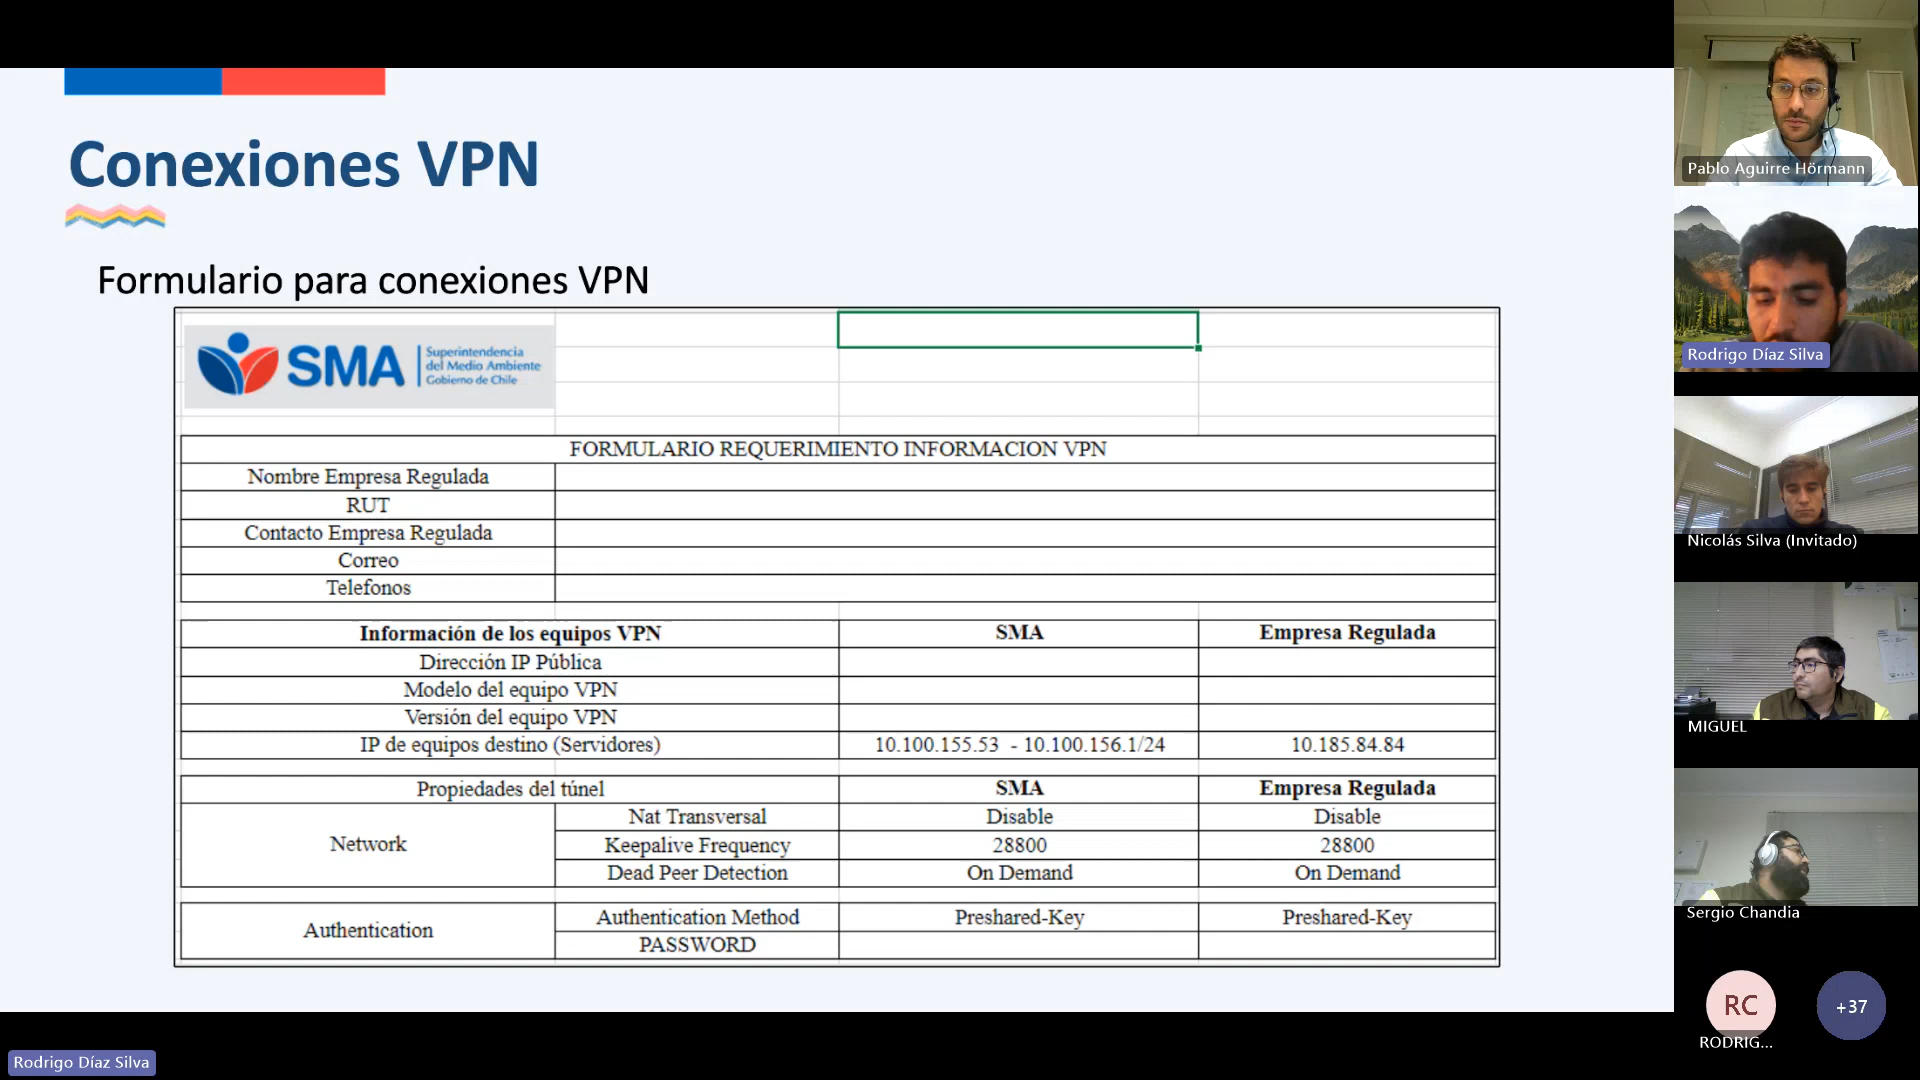 Conexiones VPN
Formulario para conexiones VPN
SMA
Superintendencia
del Medio Ambiente
Gobierno de Chile
FORMULARIO REQUERIMIENTO INFORMACION VPN
Nombre Empresa Regulada
RUT
Contacto Empresa Regulada
Correo
Telefonos
Información de los equipos VPN SMA Empresa Regulada
Dirección IP Pública
Modelo del equipo VPN
Versión del equipo VPN
IP de equipos destino (Servidores) 10.100.155.53 - 10.100.156.1/24 10.185.84.84
Propiedades del túnel SMA Empresa Regulada
Network
Nat Transversal Disable Disable
Keepalive Frequency 28800 28800
Dead Peer Detection On Demand On Demand
Authentication
Authentication Method Preshared-Key Preshared-Key
PASSWORD
Rodrigo Díaz Silva
Pablo Aguirre Hörmann
Rodrigo Díaz Silva
Nicolás Silva (Invitado)
MIGUEL
Sergio Chandia
RC
RODRIG...
+37